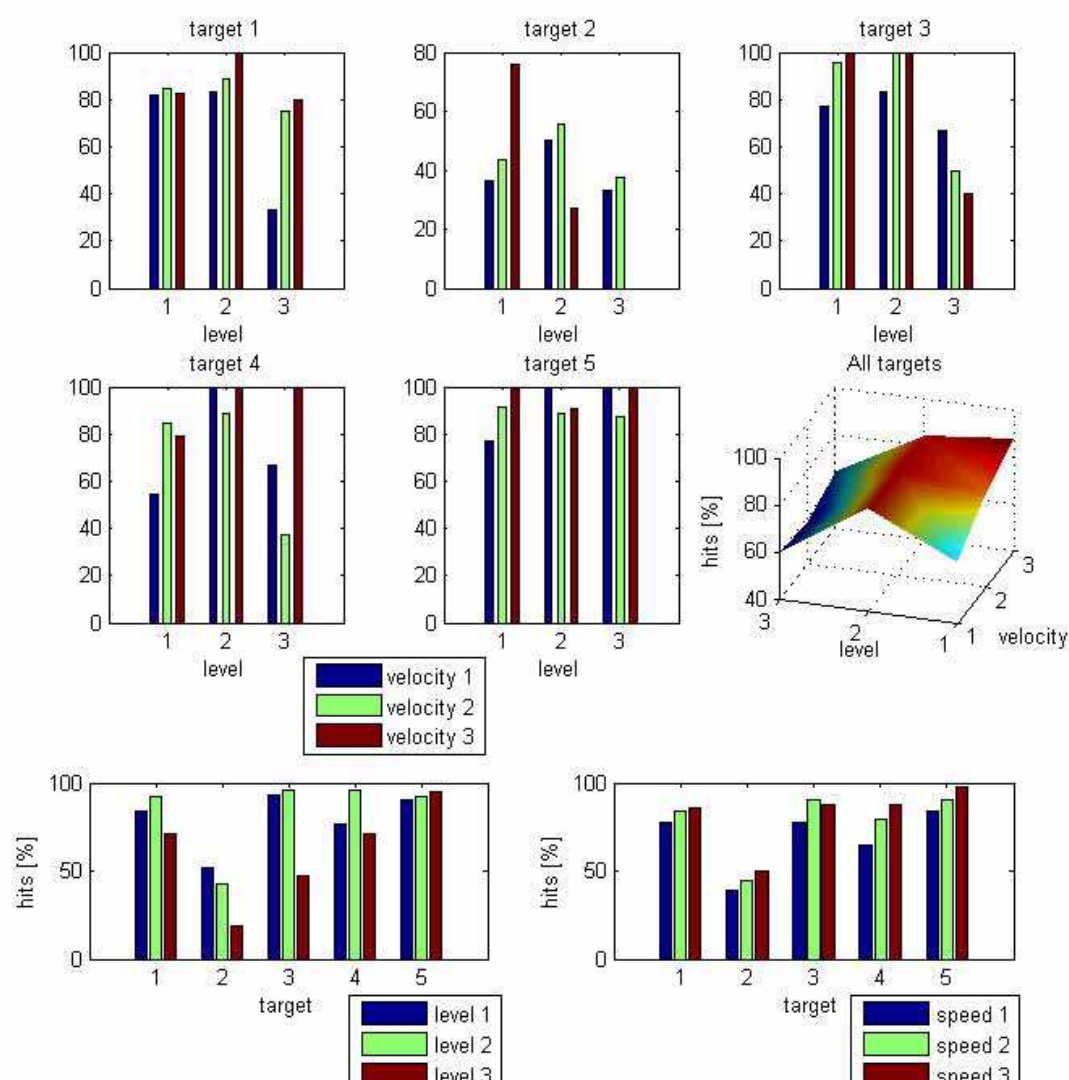 target 1
100
80
60
40
20
0
1 2 3
level
target 2
80
60
40
20
0
1 2 3
level
target 3
100
80
60
40
20
0
1 2 3
level
target 4
100
80
60
40
20
0
1 2 3
level
target 5
100
80
60
40
20
0
1 2 3
level
All targets
100
80
60
40
hits [%]
3 2 1
level
1 2 3
velocity
velocity 1
velocity 2
velocity 3
100
50
0
hits [%]
1 2 3 4 5
target
level 1
level 2
level 3
100
50
0
hits [%]
1 2 3 4 5
target
speed 1
speed 2
speed 3